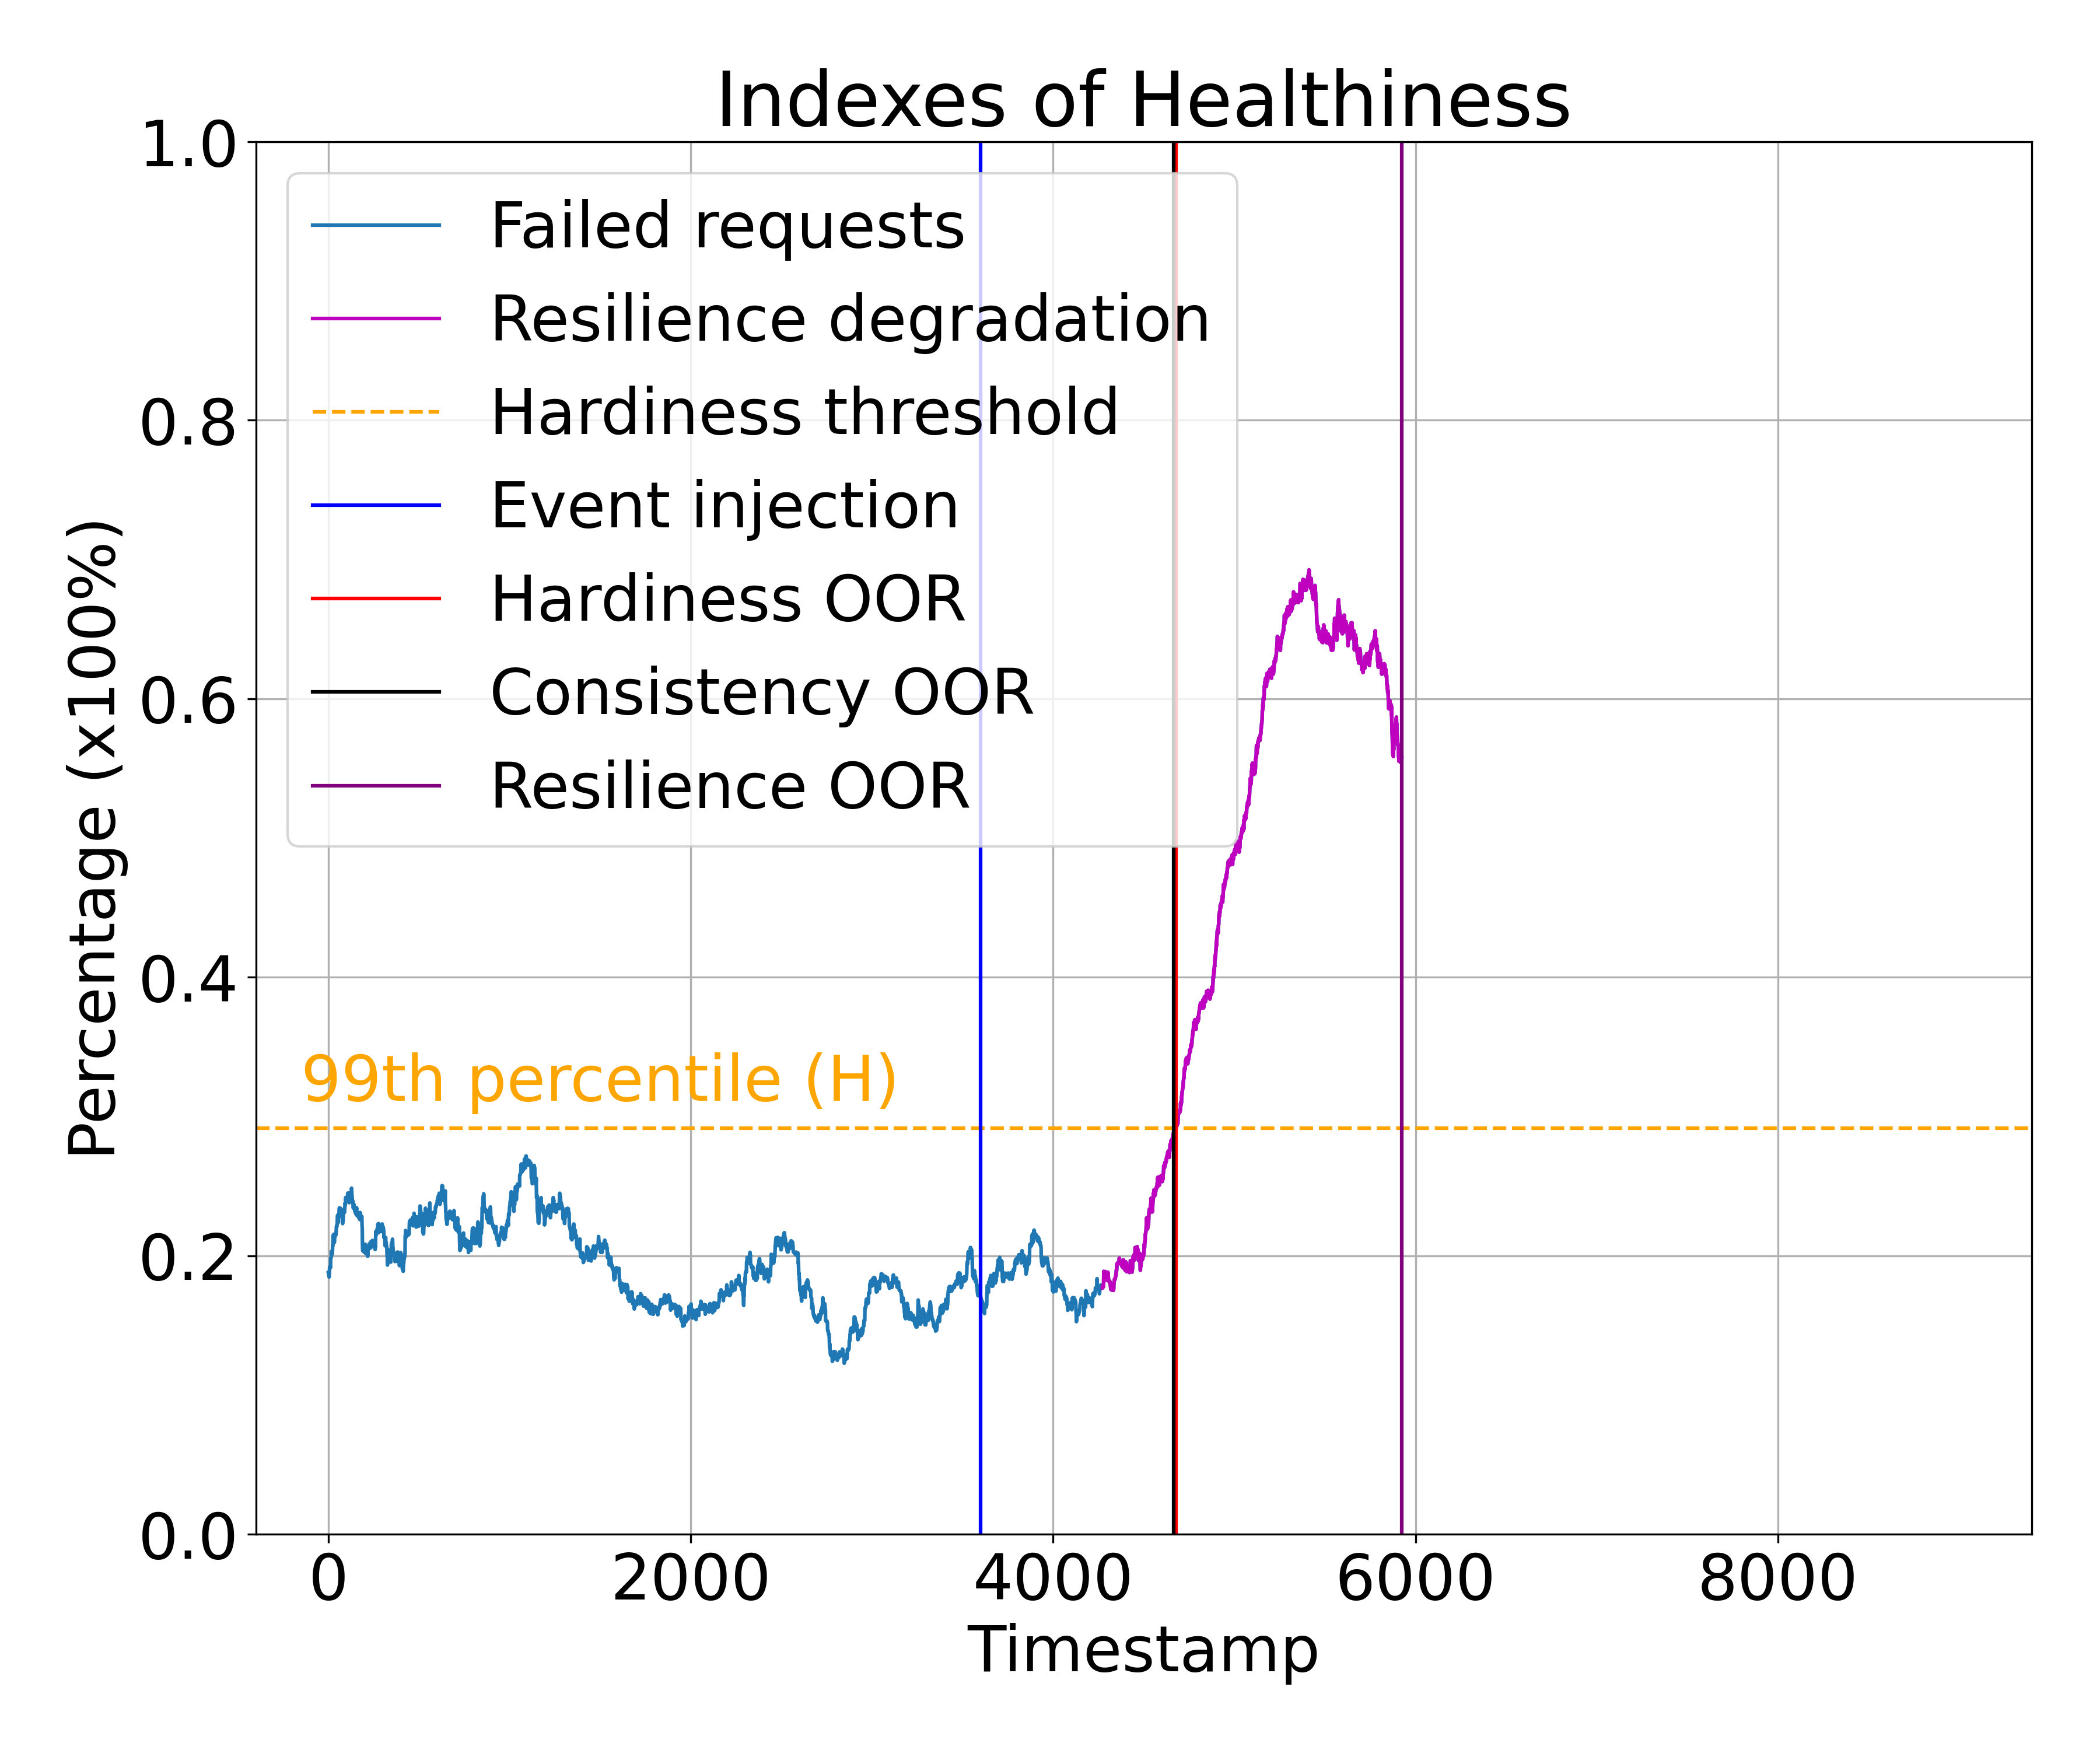 Indexes of Healthiness
1.0
0.8
0.6
0.4
0.2
0.0
Percentage (x100%)
Failed requests
Resilience degradation
Hardiness threshold
Event injection
Hardiness OOR
Consistency OOR
Resilience OOR
99th percentile (H)
0 2000 4000 6000 8000
Timestamp